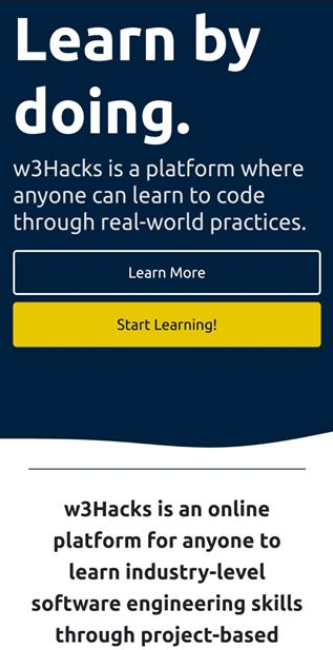 Learn by
doing.
w3Hacks is a platform where
anyone can learn to code
through real-world practices.
Learn More
Start Learning!
w3Hacks is an online
platform for anyone to
learn industry-level
software engineering skills
through project-based